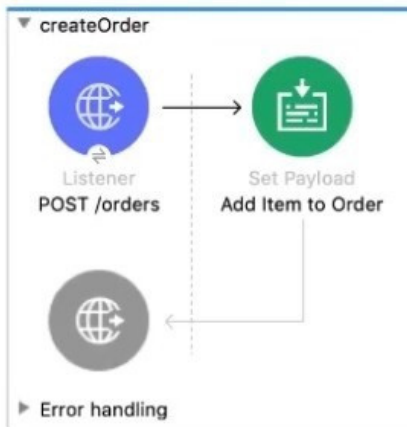 createOrder
Listener
Set Payload
POST /orders
Add Item to Order
Error handling